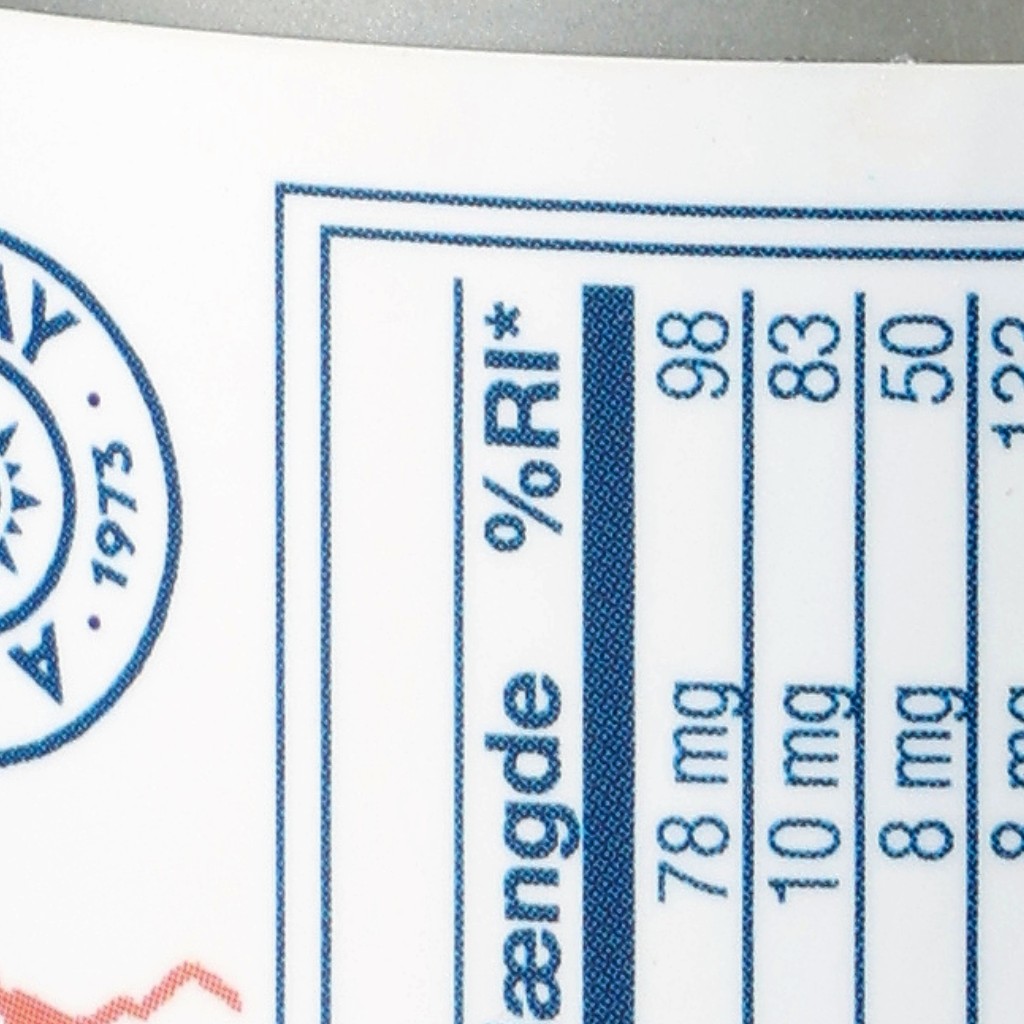 ængde %RI*
78 mg 98
10 mg 83
8 mg 50
1973